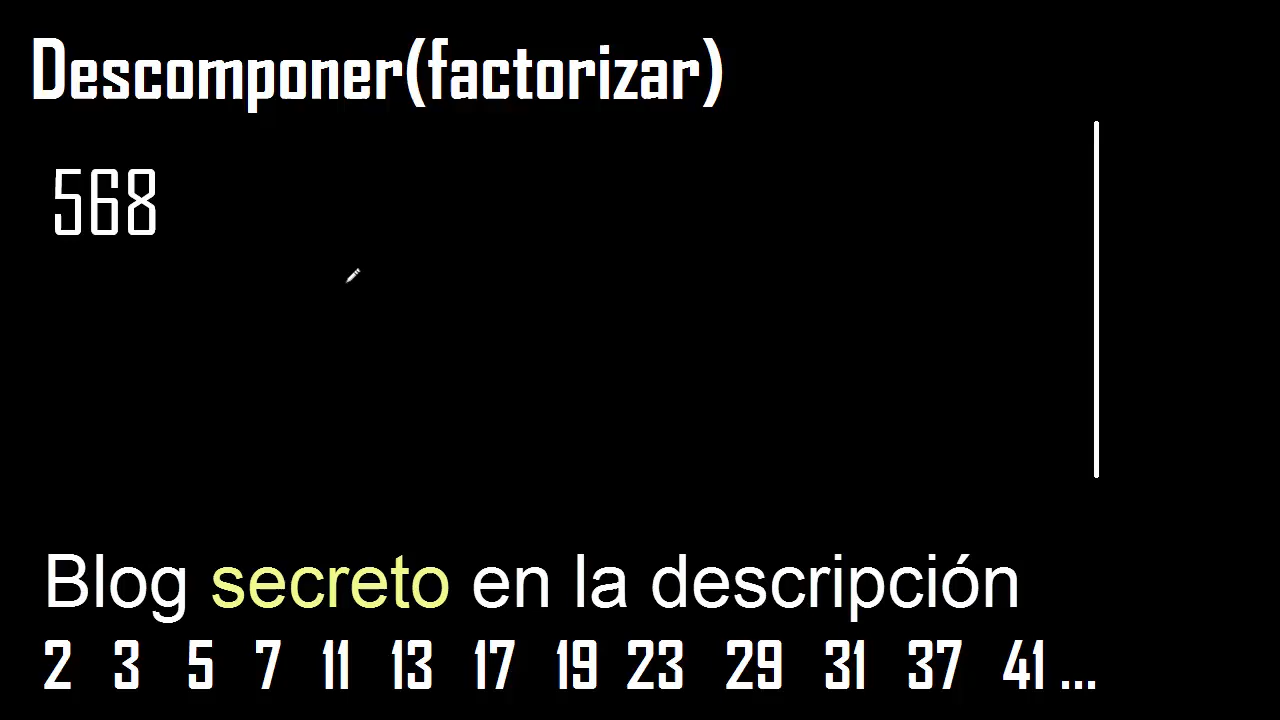 Descomponer(factorizar)
568
Blog secreto en la descripción
2 3 5 7 11 13 17 19 23 29 31 37 41 ...